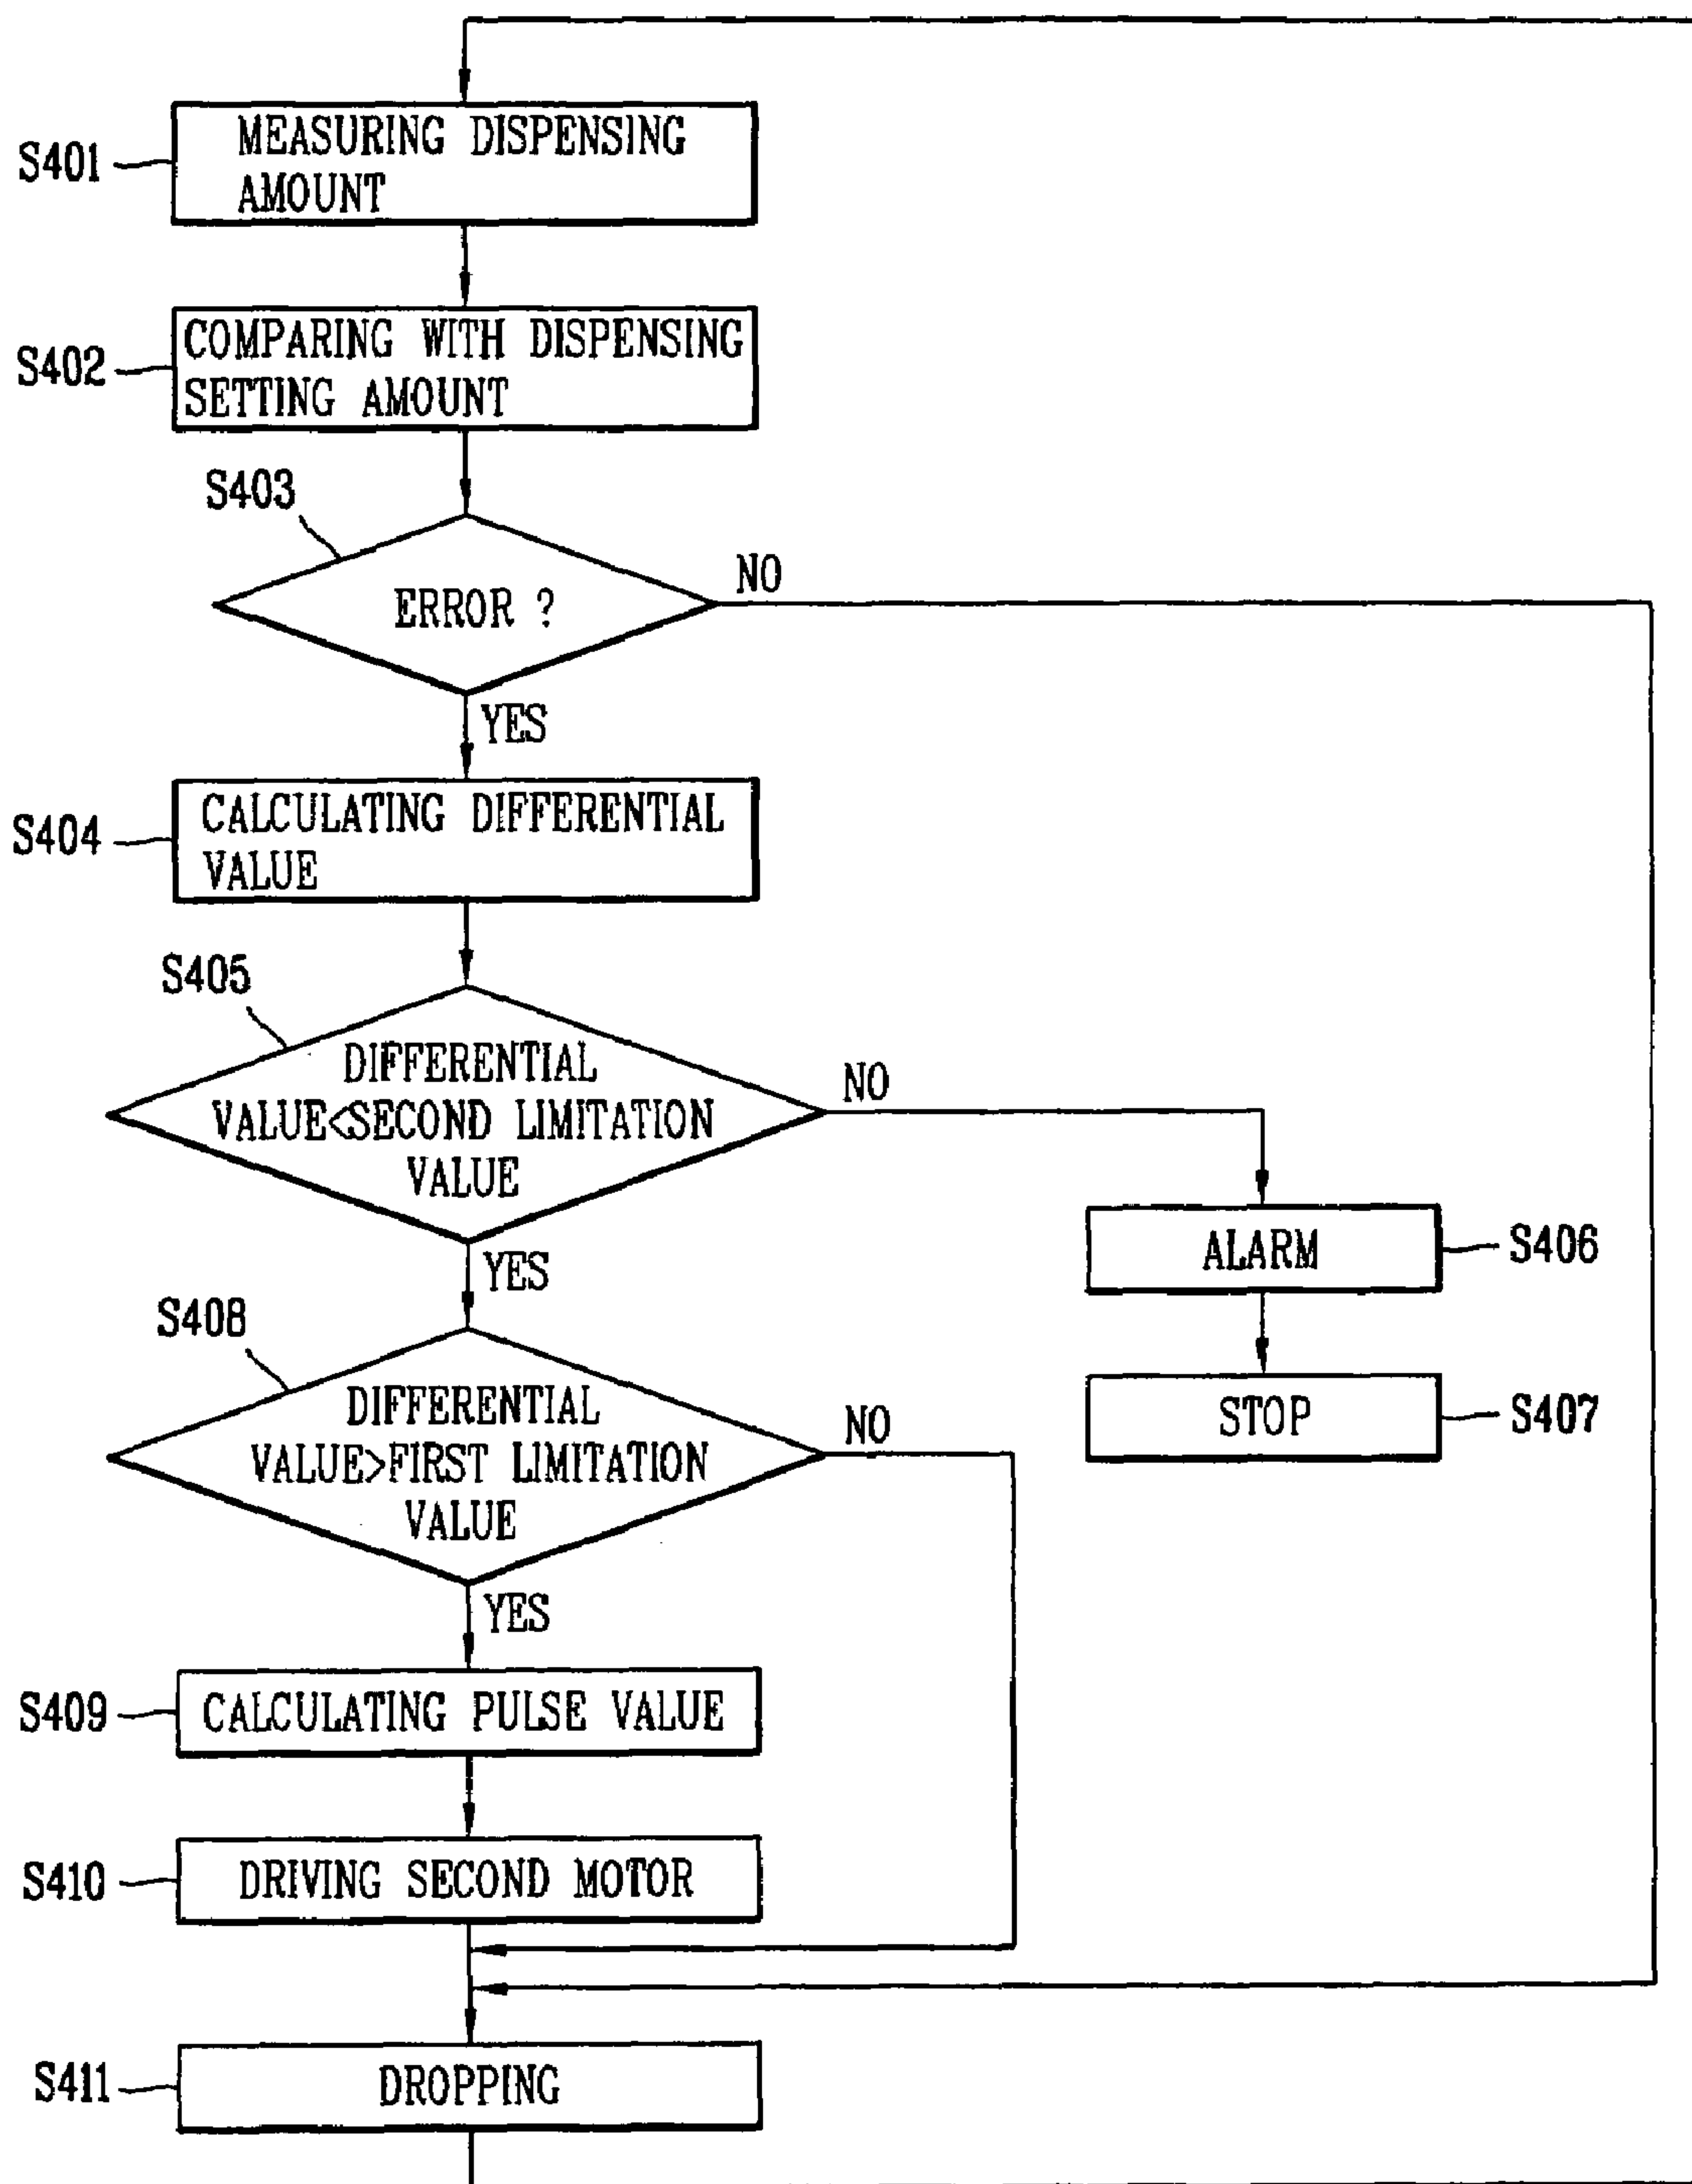 S401
MEASURING DISPENSING
AMOUNT
S402
COMPARING WITH DISPENSING
SETTING AMOUNT
S403
ERROR ?
NO
YES
S404
CALCULATING DIFFERENTIAL
VALUE
S405
DIFFERENTIAL
VALUE<SECOND LIMITATION
VALUE
NO
YES
ALARM
S406
STOP
S407
S408
DIFFERENTIAL
VALUE>FIRST LIMITATION
VALUE
NO
YES
S409
CALCULATING PULSE VALUE
S410
DRIVING SECOND MOTOR
S411
DROPPING